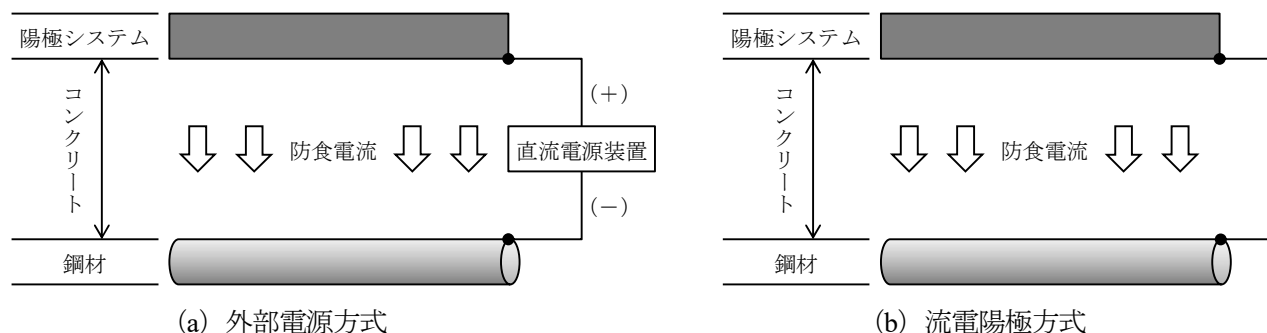 陽極システム
コンクリート
防食電流
(+)
直流電源装置
(-)
鋼材
(a) 外部電源方式
陽極システム
コンクリート
防食電流
鋼材
(b) 流電陽極方式